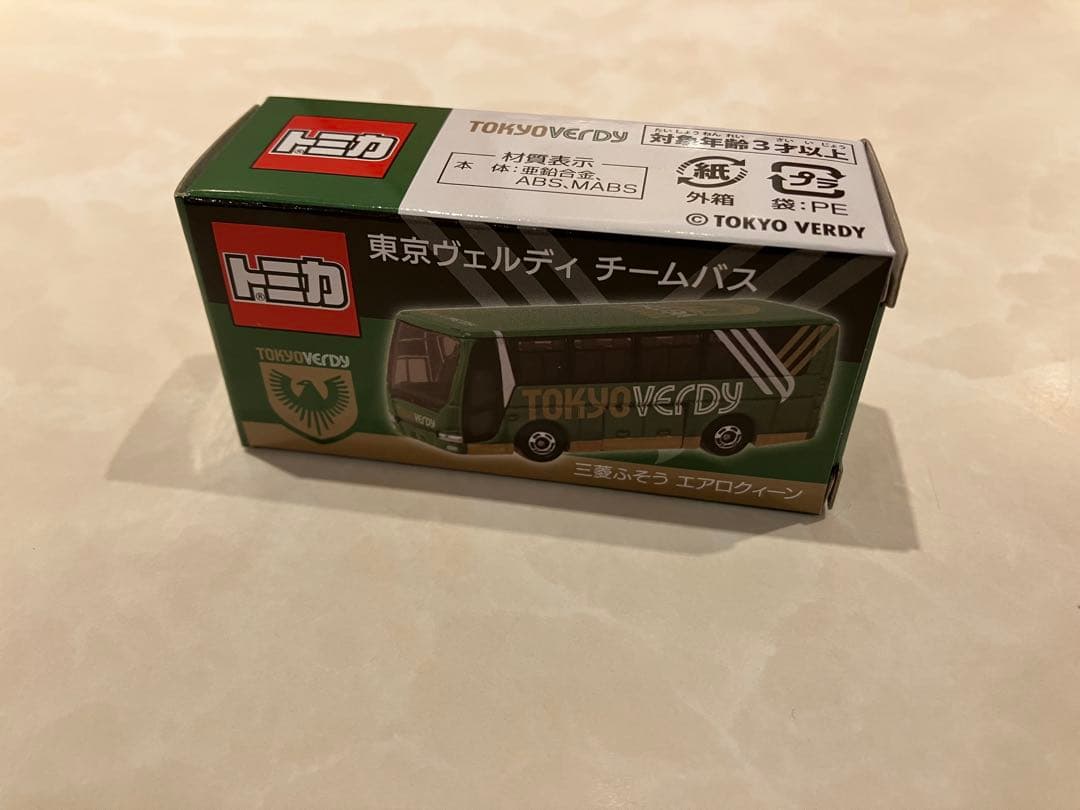 トミカ®
TOKYO VERDY
たいしょうねんれい さいいじょう
対象年齢3才以上
材質表示
本 体:亜鉛合金、
ABS、MABS
紙
外箱
プラ
袋:PE
© TOKYO VERDY
トミカ®
東京ヴェルディ チームバス
TOKYO VERDY
VERDY
TOKYO VERDY
三菱ふそう エアロクィーン